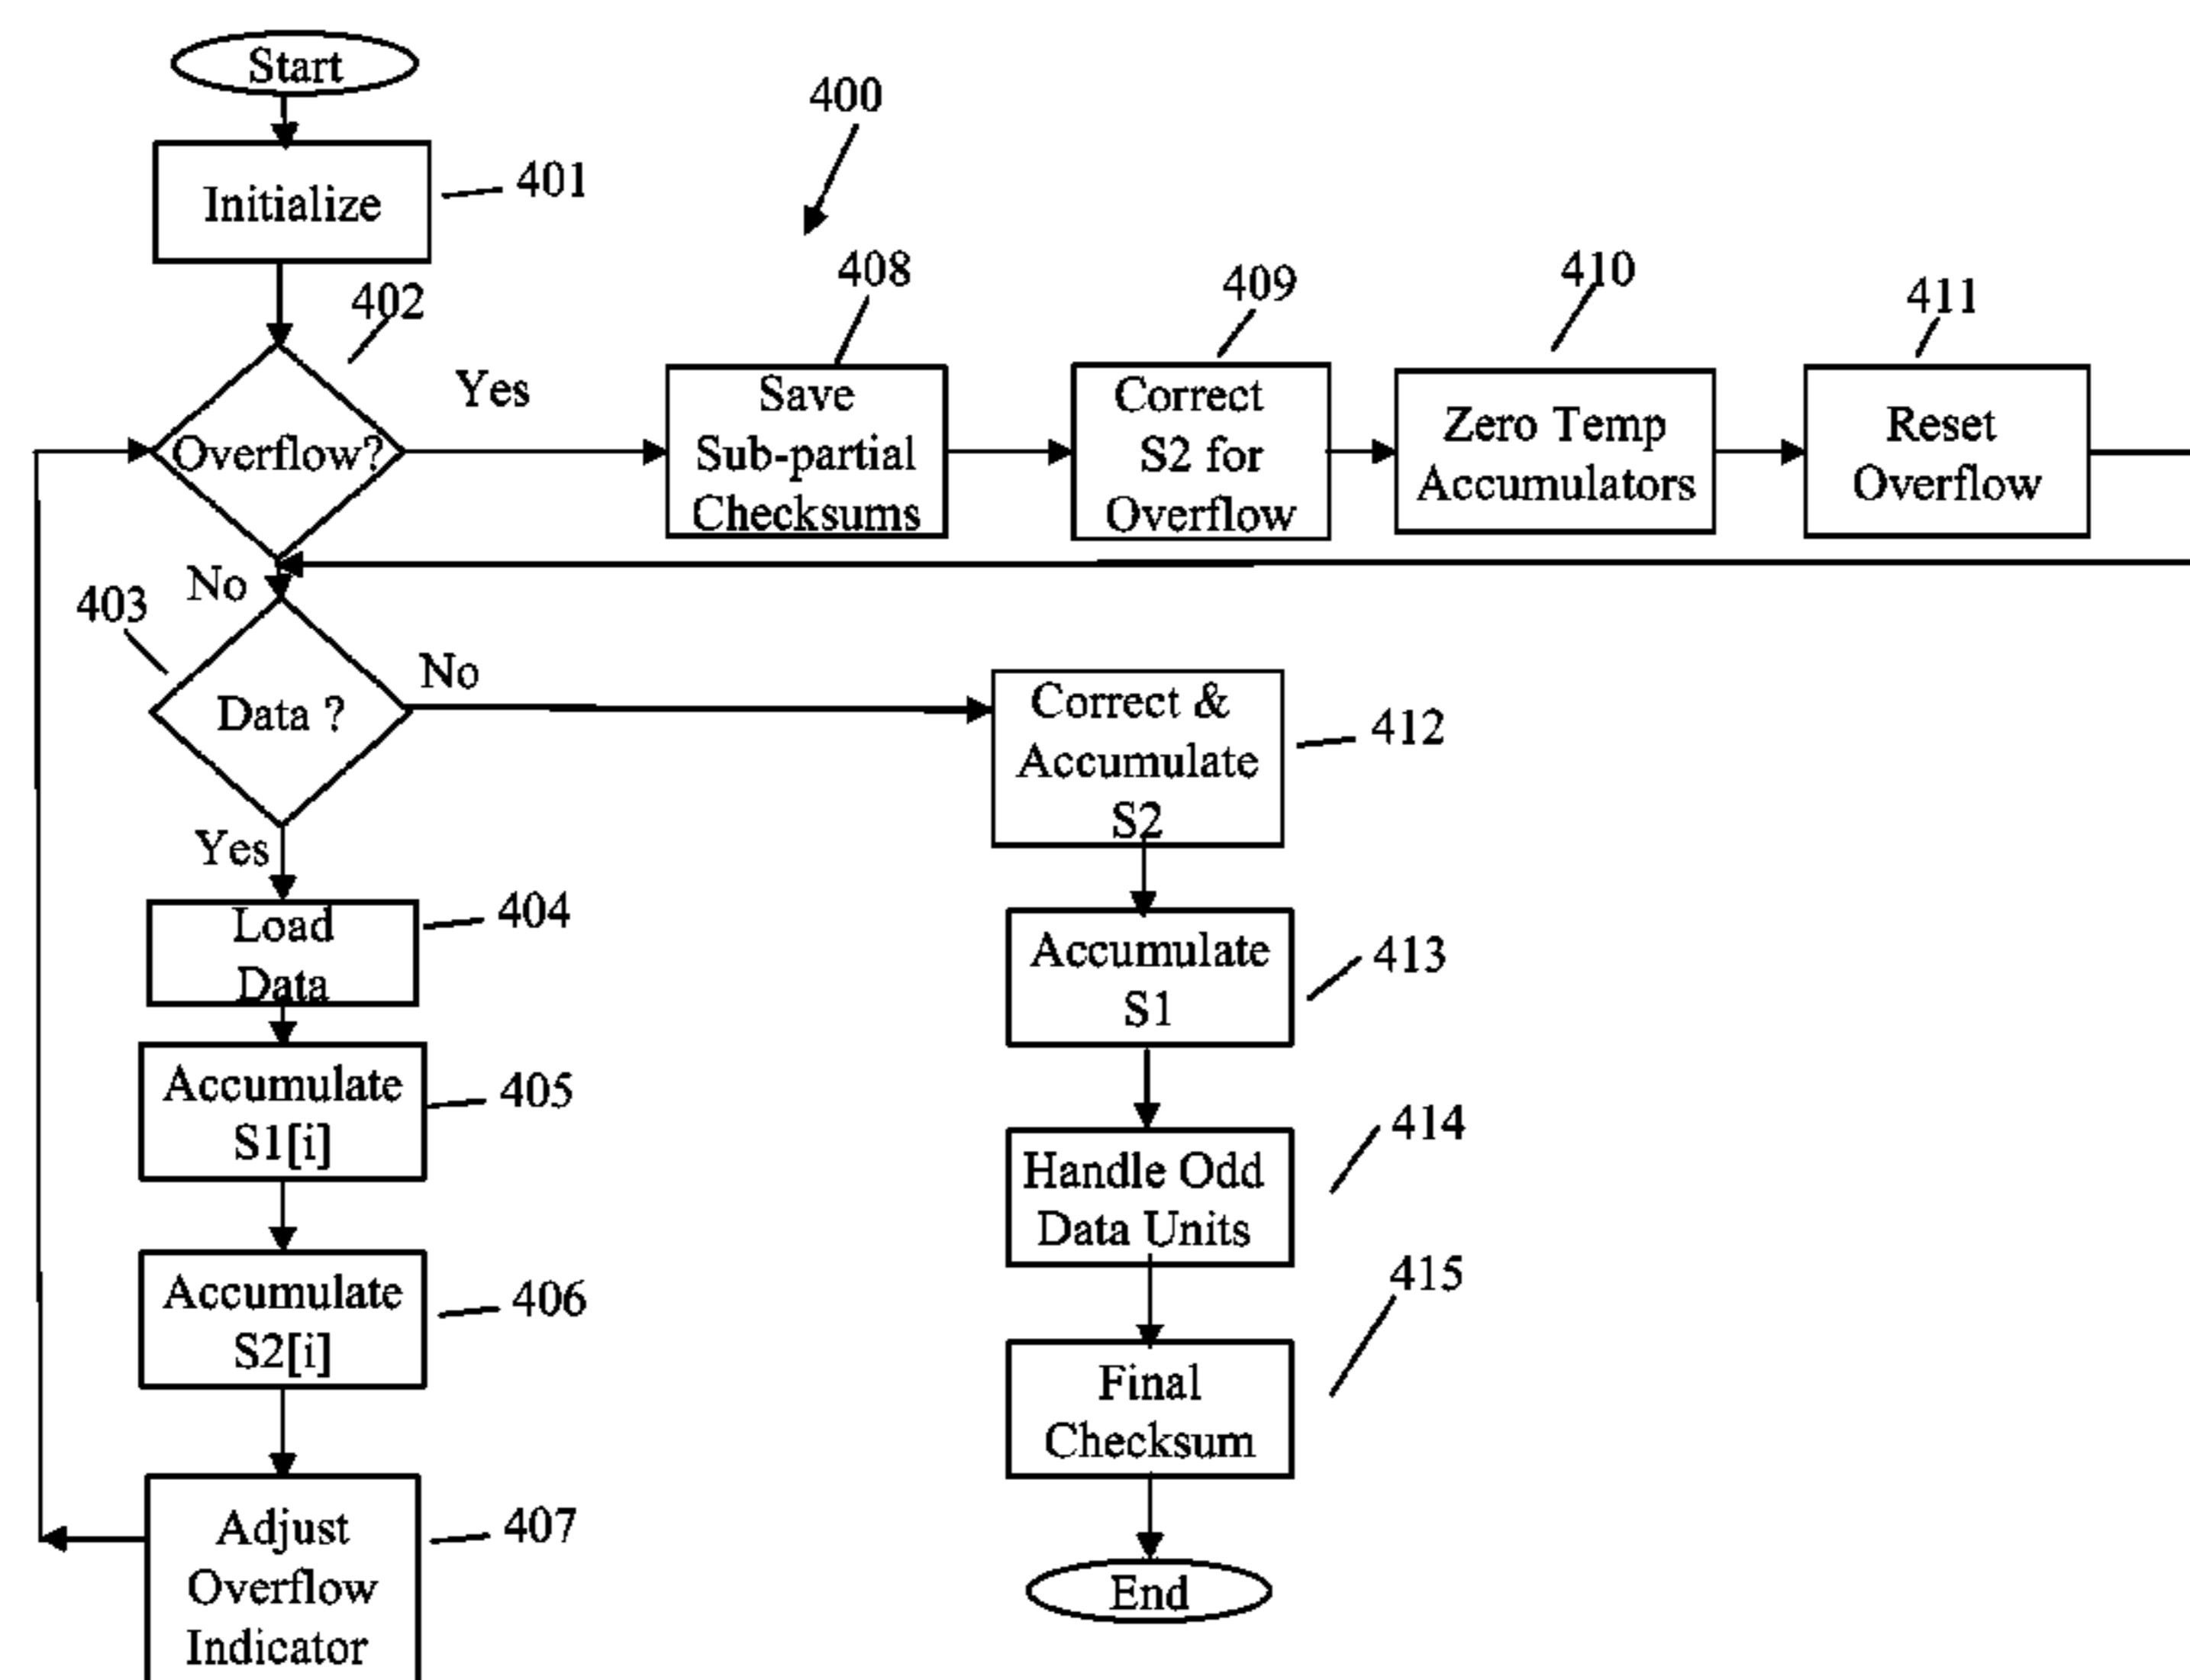 Start
400
Initialize
401
402
408
409
410
411
Overflow?
Yes
Save
Sub-partial
Checksums
Correct
S2 for
Overflow
Zero Temp
Accumulators
Reset
Overflow
No
403
Data ?
No
Correct &
Accumulate
S2
412
Yes
Load
Data
404
Accumulate
S1
413
Accumulate
S1[i]
405
Handle Odd
Data Units
414
Accumulate
S2[i]
406
Final
Checksum
415
Adjust
Overflow
Indicator
407
End